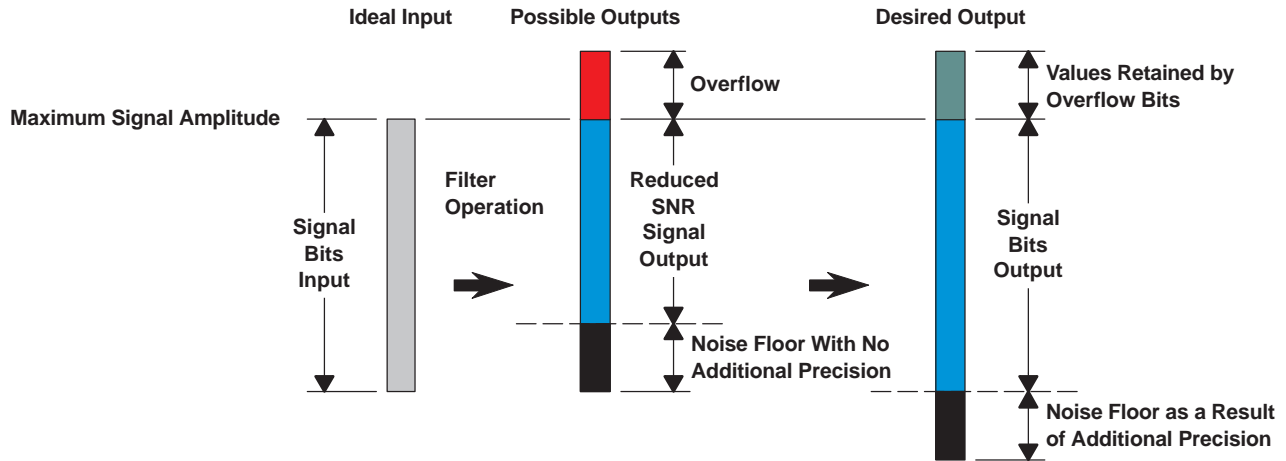 Ideal Input
Possible Outputs
Desired Output
Overflow
Values Retained by
Overflow Bits
Maximum Signal Amplitude
Filter
Operation
Signal
Bits
Input
Reduced
SNR
Signal
Output
Signal
Bits
Output
Noise Floor With No
Additional Precision
Noise Floor as a Result
of Additional Precision